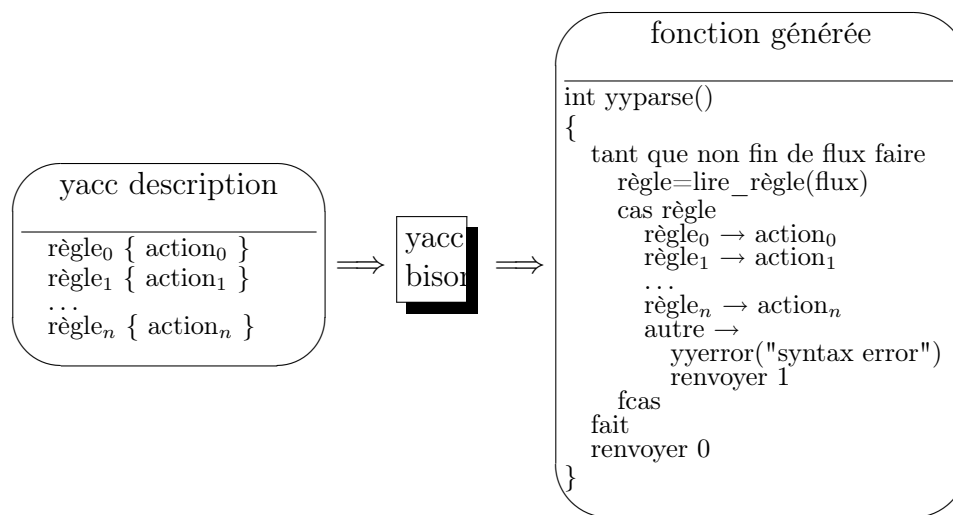 yacc description
règle₀ { action₀ }
règle₁ { action₁ }
...
règleₙ { actionₙ }
⟹
yacc
bison
⟹
fonction générée
int yyparse()
{
tant que non fin de flux faire
règle=lire_règle(flux)
cas règle
règle₀ → action₀
règle₁ → action₁
...
règleₙ → actionₙ
autre →
yyerror("syntax error")
renvoyer 1
fcas
fait
renvoyer 0
}